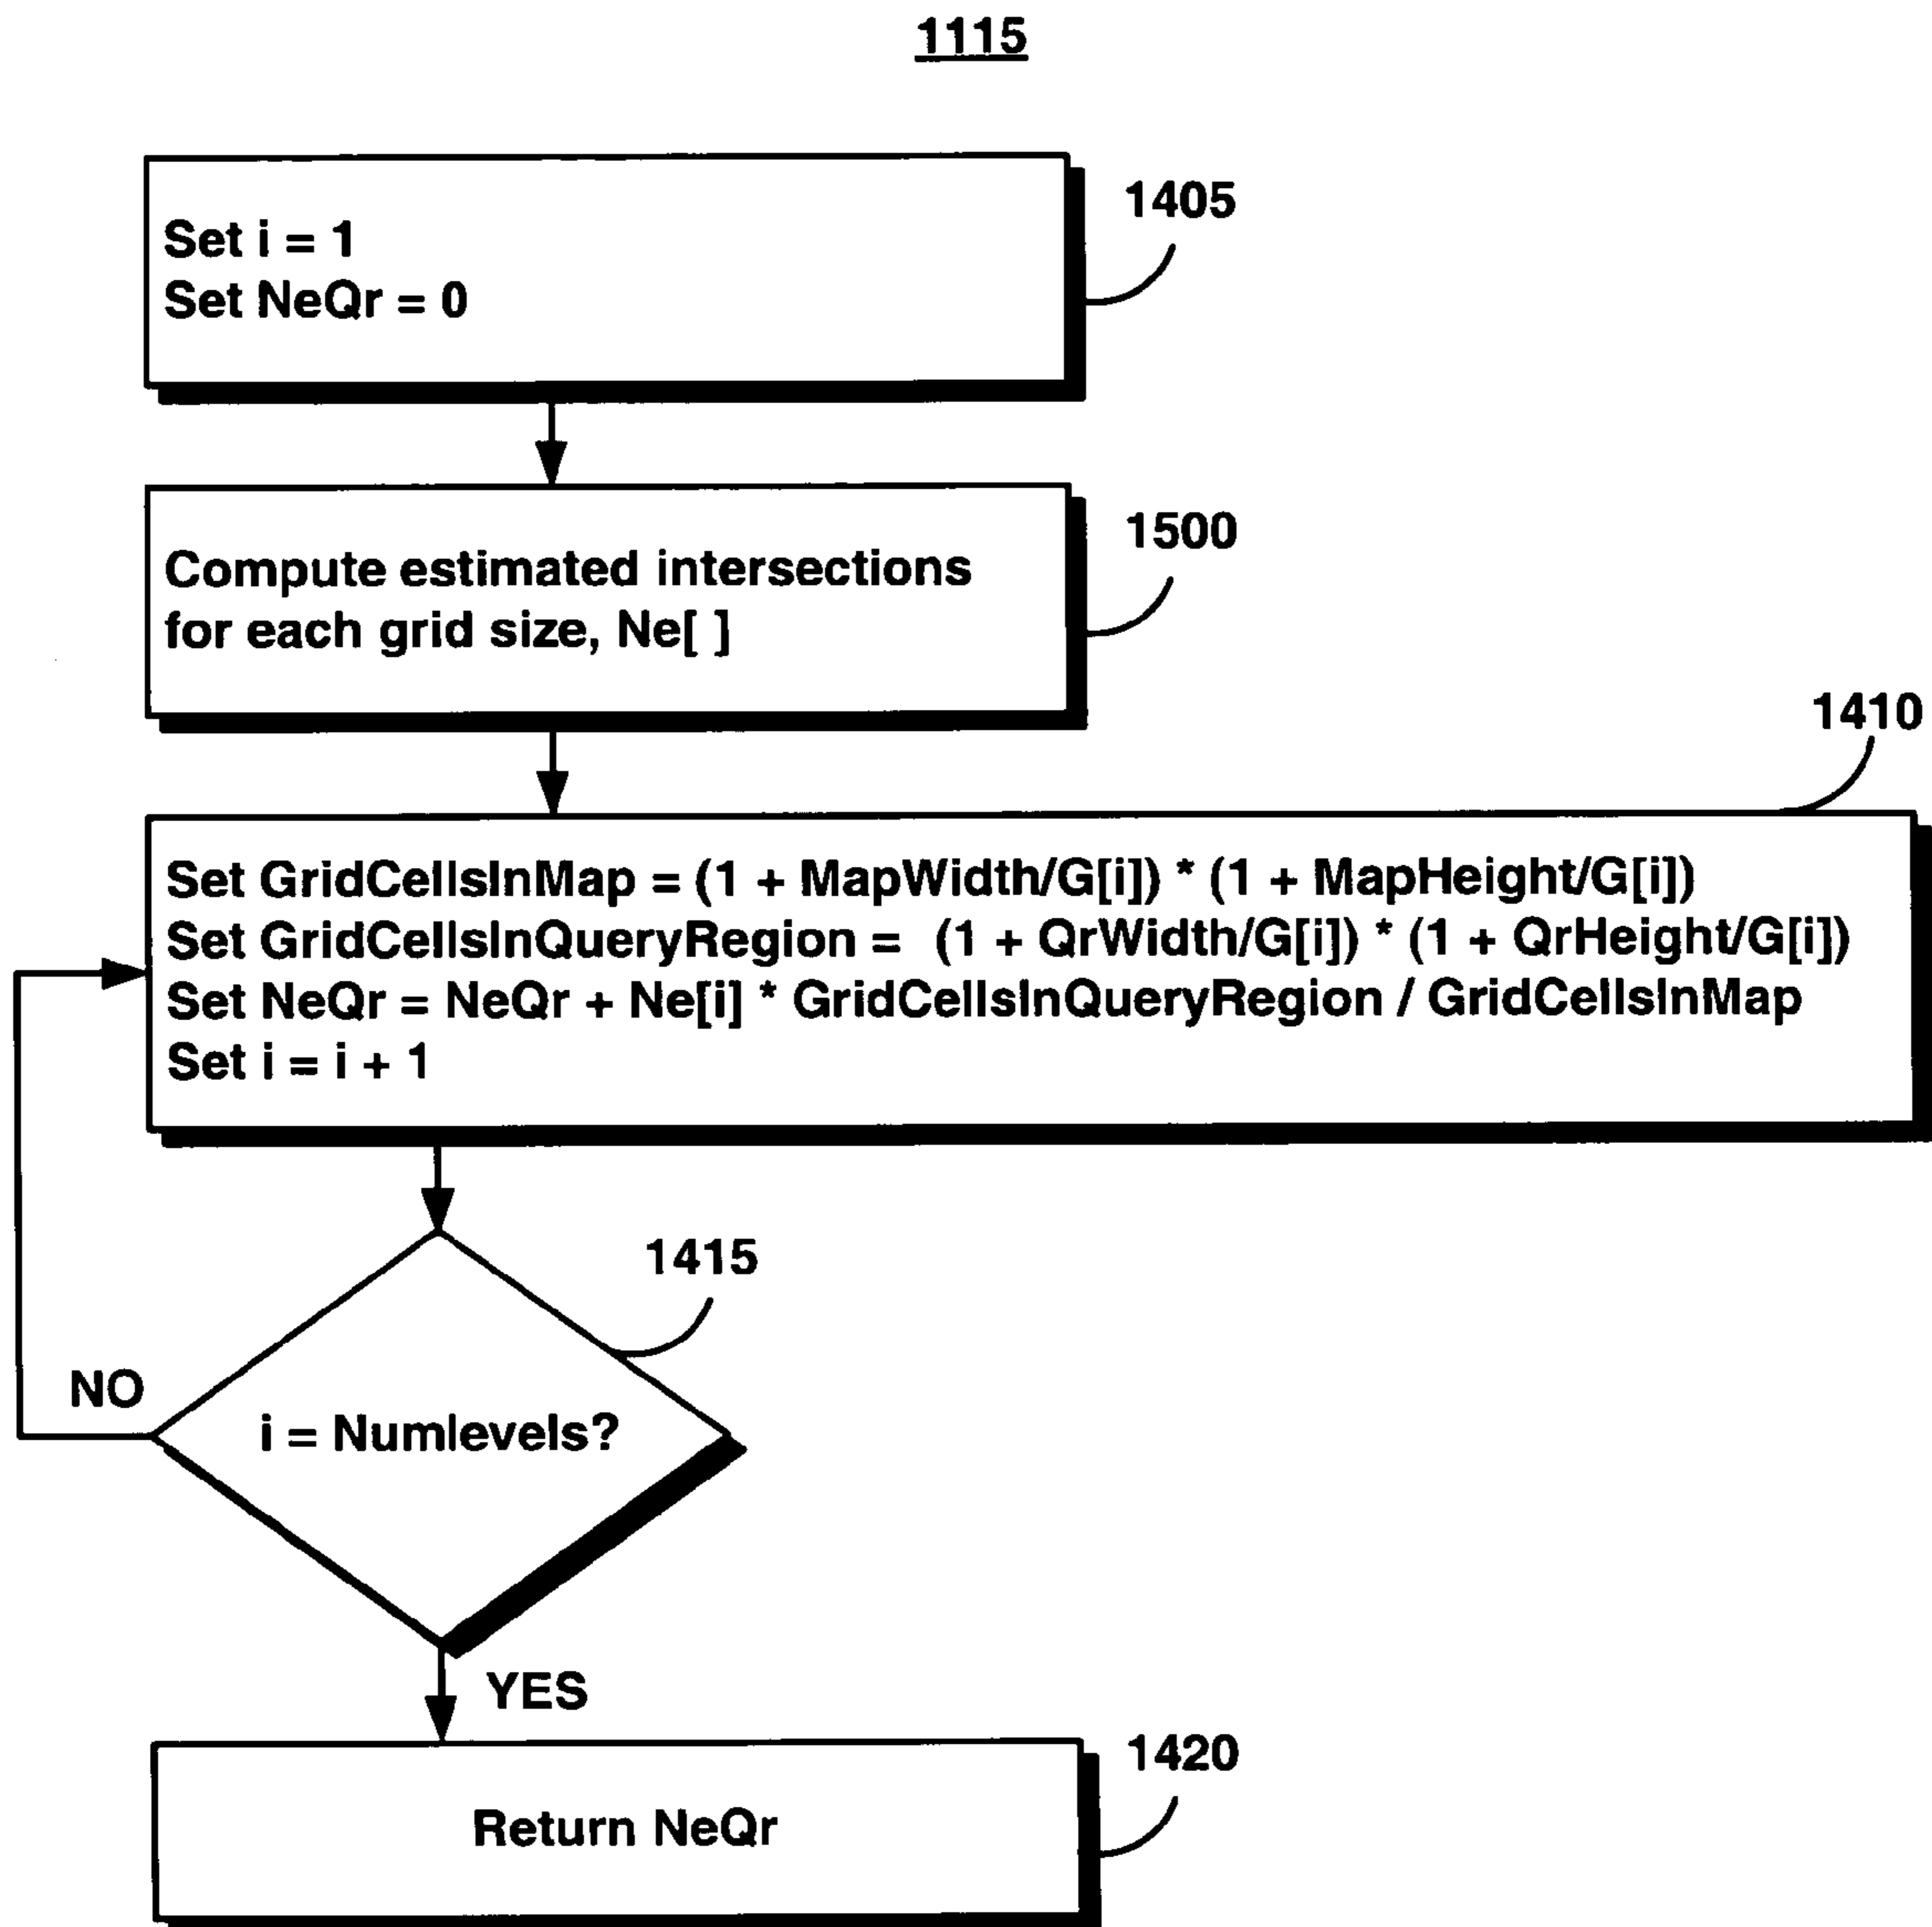 1115
1405
Set i = 1
Set NeQr = 0
1500
Compute estimated intersections
for each grid size, Ne[ ]
1410
Set GridCellsInMap = (1 + MapWidth/G[i]) * (1 + MapHeight/G[i])
Set GridCellsInQueryRegion = (1 + QrWidth/G[i]) * (1 + QrHeight/G[i])
Set NeQr = NeQr + Ne[i] * GridCellsInQueryRegion / GridCellsInMap
Set i = i + 1
1415
NO
i = Numlevels?
YES
1420
Return NeQr